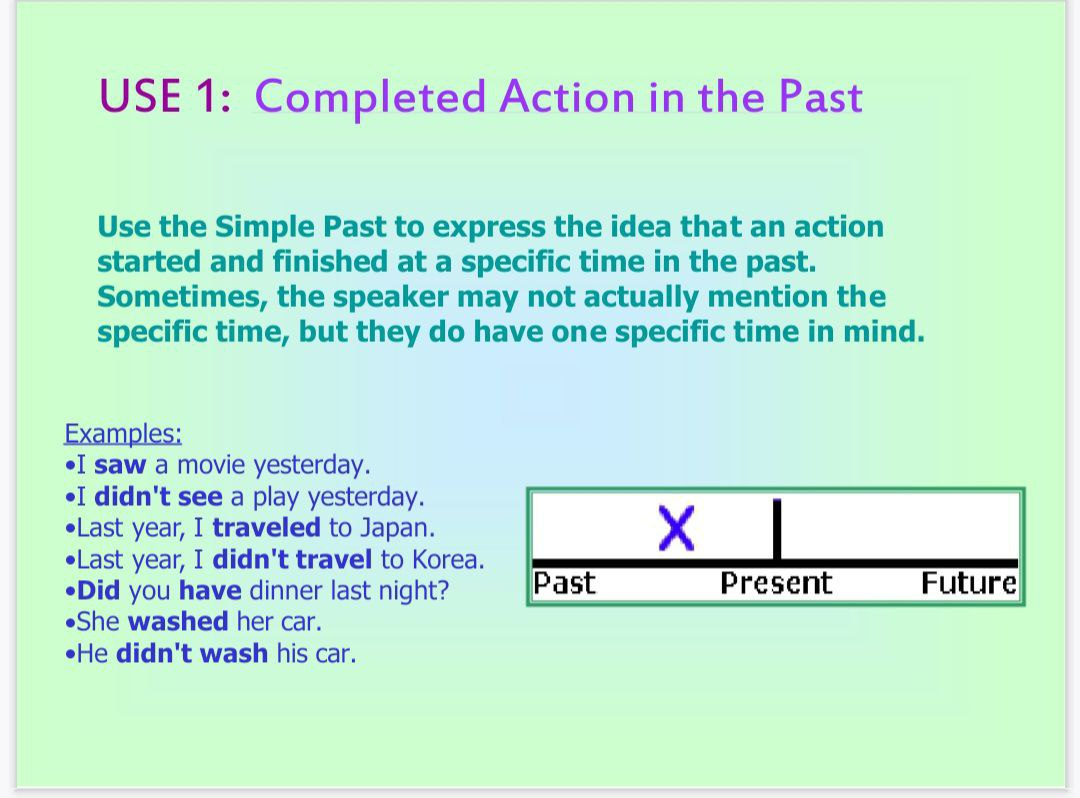 USE 1: Completed Action in the Past
Use the Simple Past to express the idea that an action
started and finished at a specific time in the past.
Sometimes, the speaker may not actually mention the
specific time, but they do have one specific time in mind.
Examples:
•I saw a movie yesterday.
•I didn't see a play yesterday.
•Last year, I traveled to Japan.
•Last year, I didn't travel to Korea.
•Did you have dinner last night?
•She washed her car.
•He didn't wash his car.
X
Past Present Future